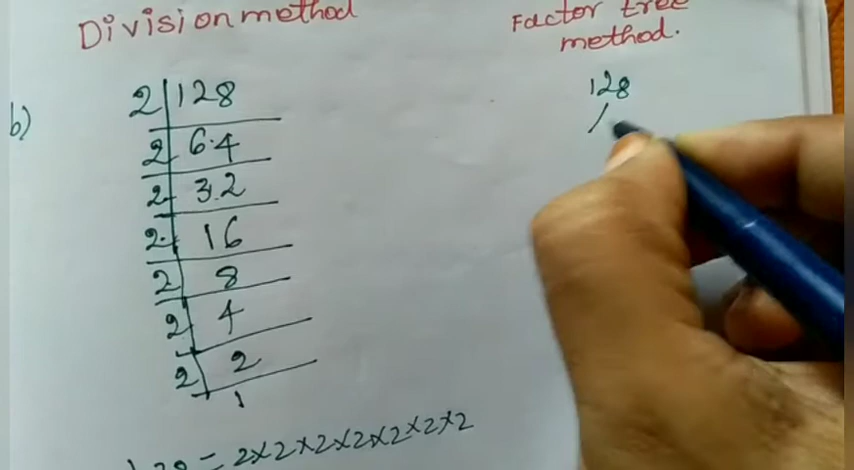 Division method
Factor tree
method.
b)
2 128
2 64
2 32
2 16
2 8
2 4
2 2
1
128 = 2×2×2×2×2×2×2
128